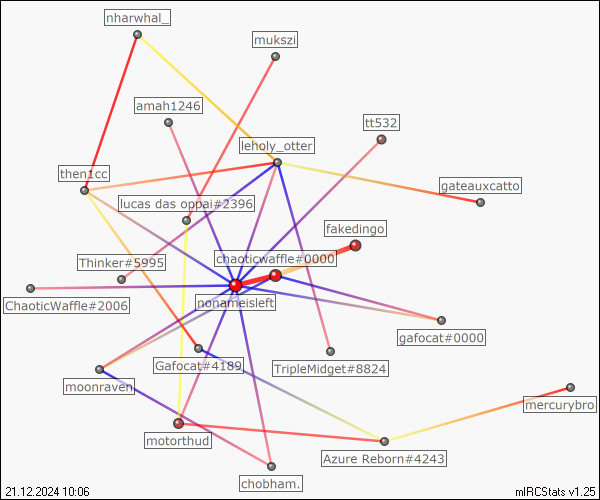 nharwhal_
mukszi
amah1246
tt532
leholy_otter
then1cc
gateauxcatto
lucas das oppai#2396
fakedingo
chaoticwaffle#0000
Thinker#5995
ChaoticWaffle#2006
nonameisleft
gafocat#0000
Gafocat#4189
TripleMidget#8824
moonraven
mercurybro
motorthud
Azure Reborn#4243
chobham.
21.12.2024 10:06
mIRCStats v1.25